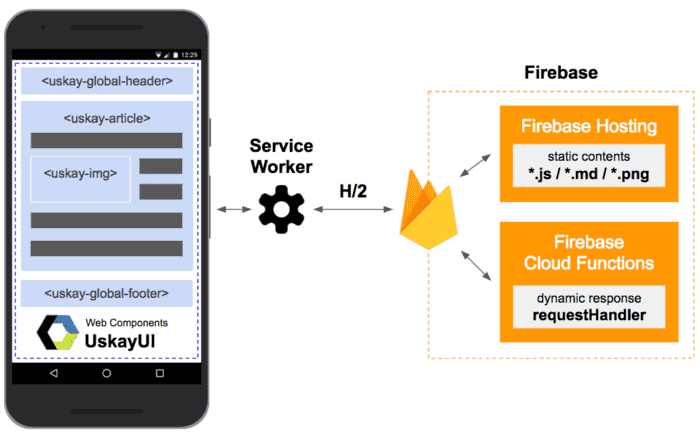 12:29
<uskay-global-header>
<uskay-article>
<uskay-img>
<uskay-global-footer>
Web Components
UskayUI
Service
Worker
H/2
Firebase
Firebase Hosting
static contents
*.js / *.md / *.png
Firebase
Cloud Functions
dynamic response
requestHandler